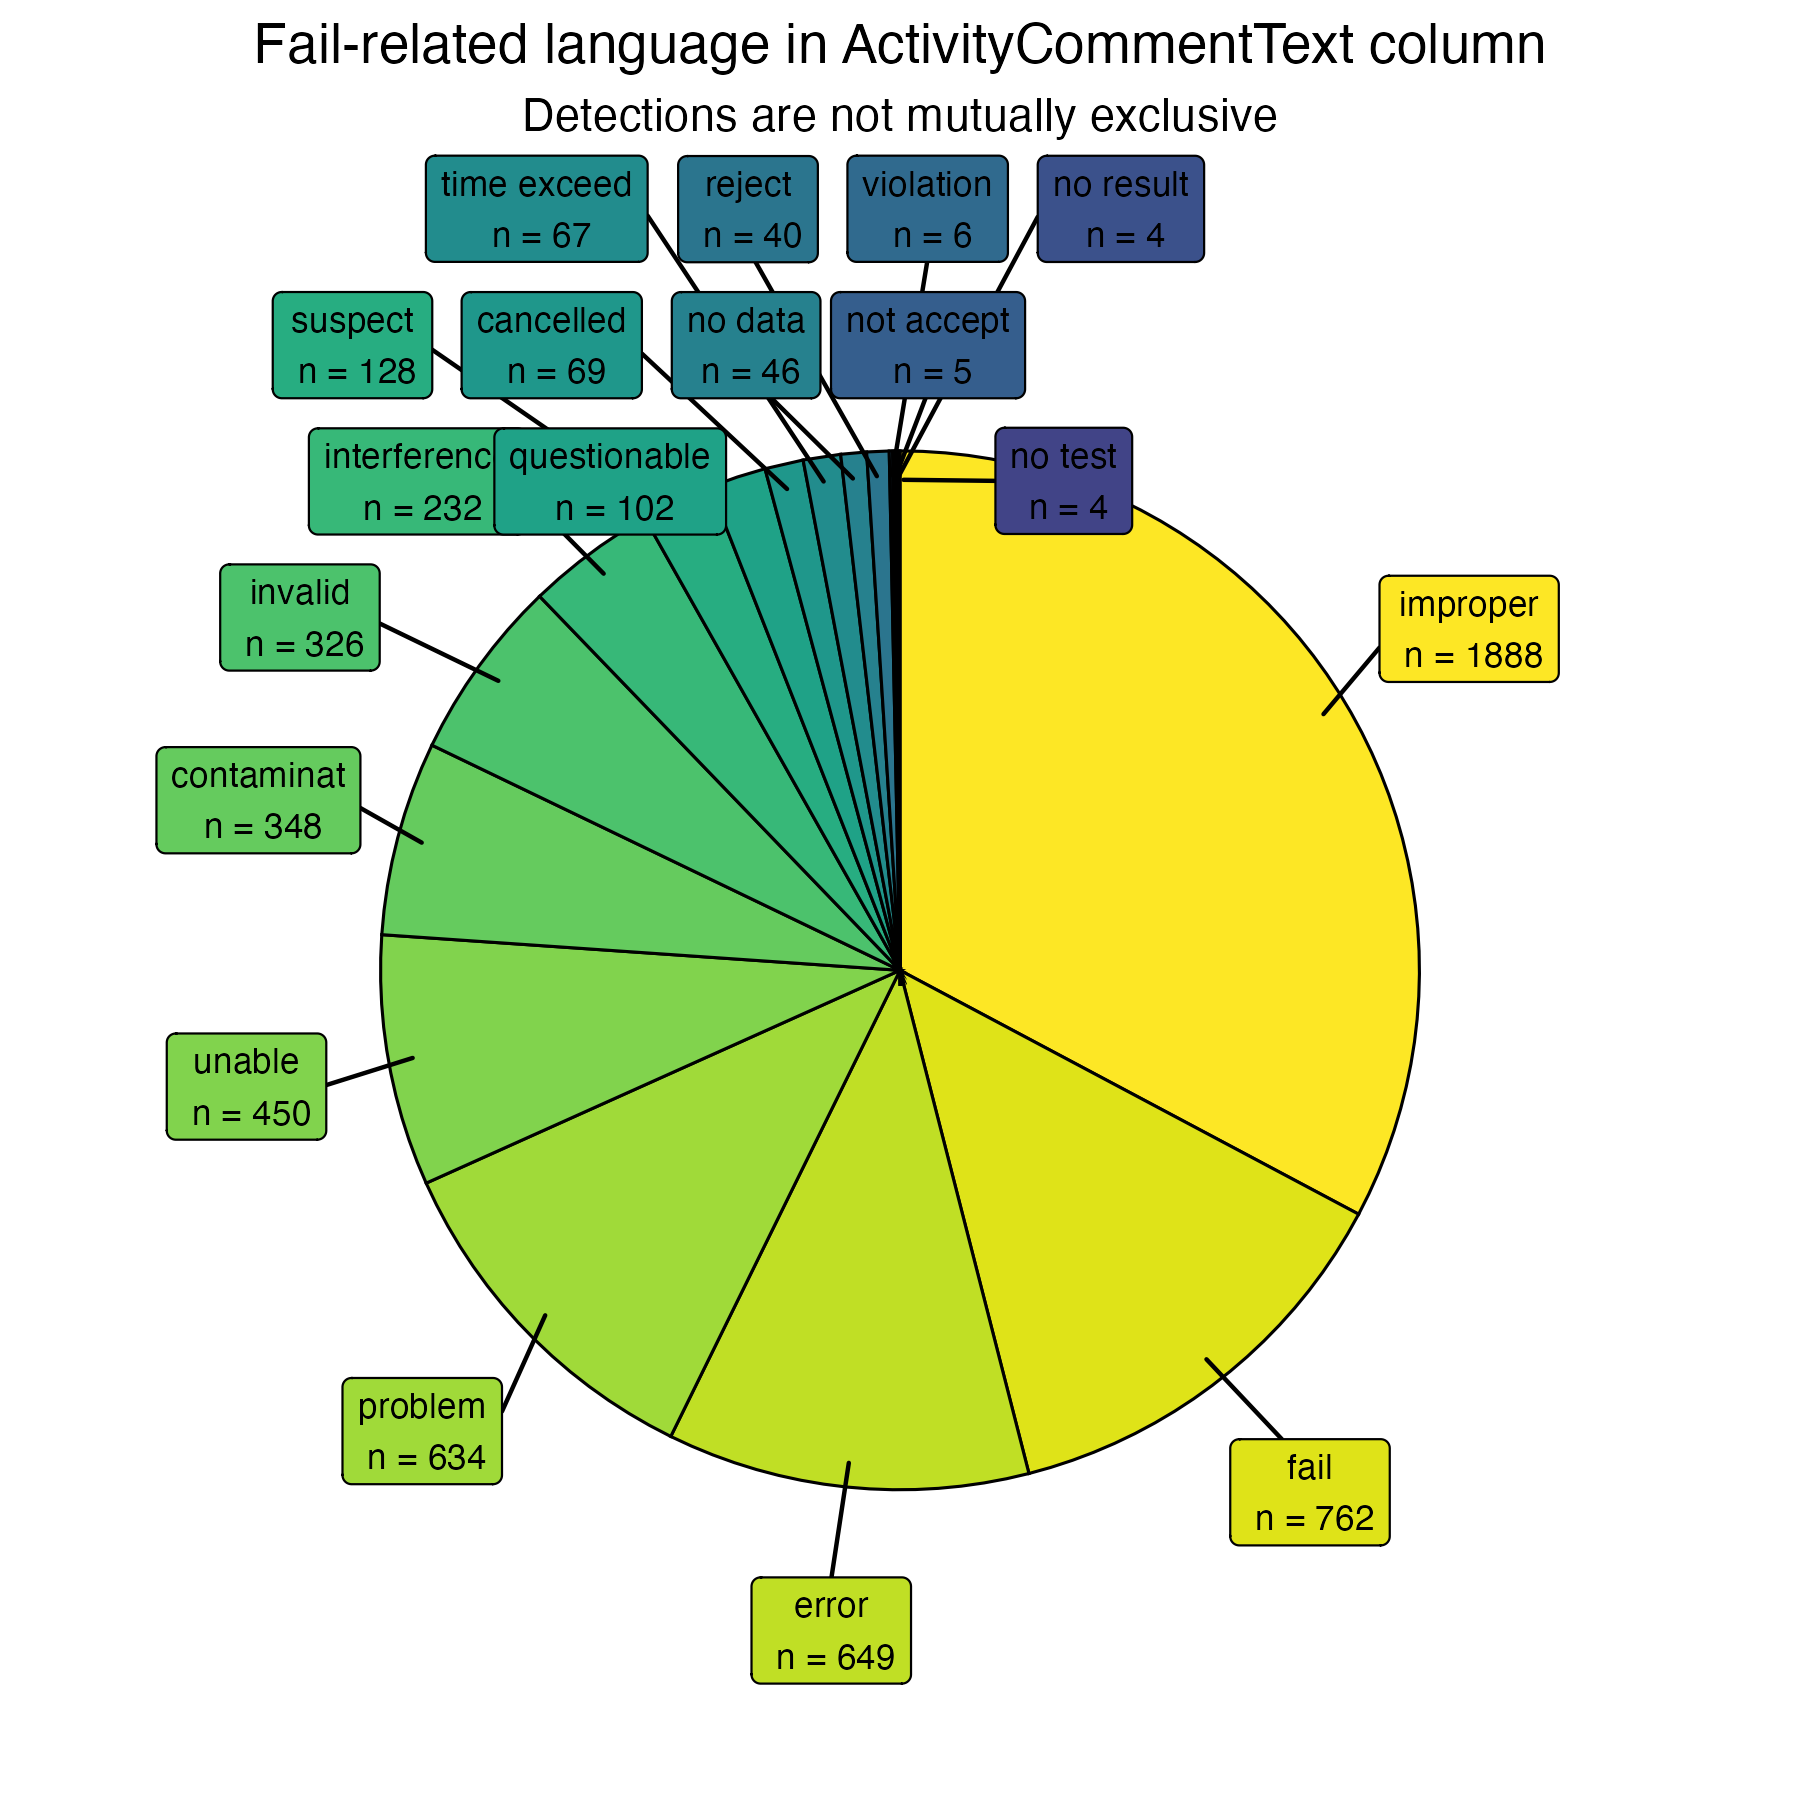 Fail-related language in ActivityCommentText column
Detections are not mutually exclusive
time exceed
n = 67
reject
n = 40
violation
n = 6
no result
n = 4
suspect
n = 128
cancelled
n = 69
no data
n = 46
not accept
n = 5
interferenc
n = 232
questionable
n = 102
no test
n = 4
invalid
n = 326
improper
n = 1888
contaminat
n = 348
unable
n = 450
problem
n = 634
fail
n = 762
error
n = 649